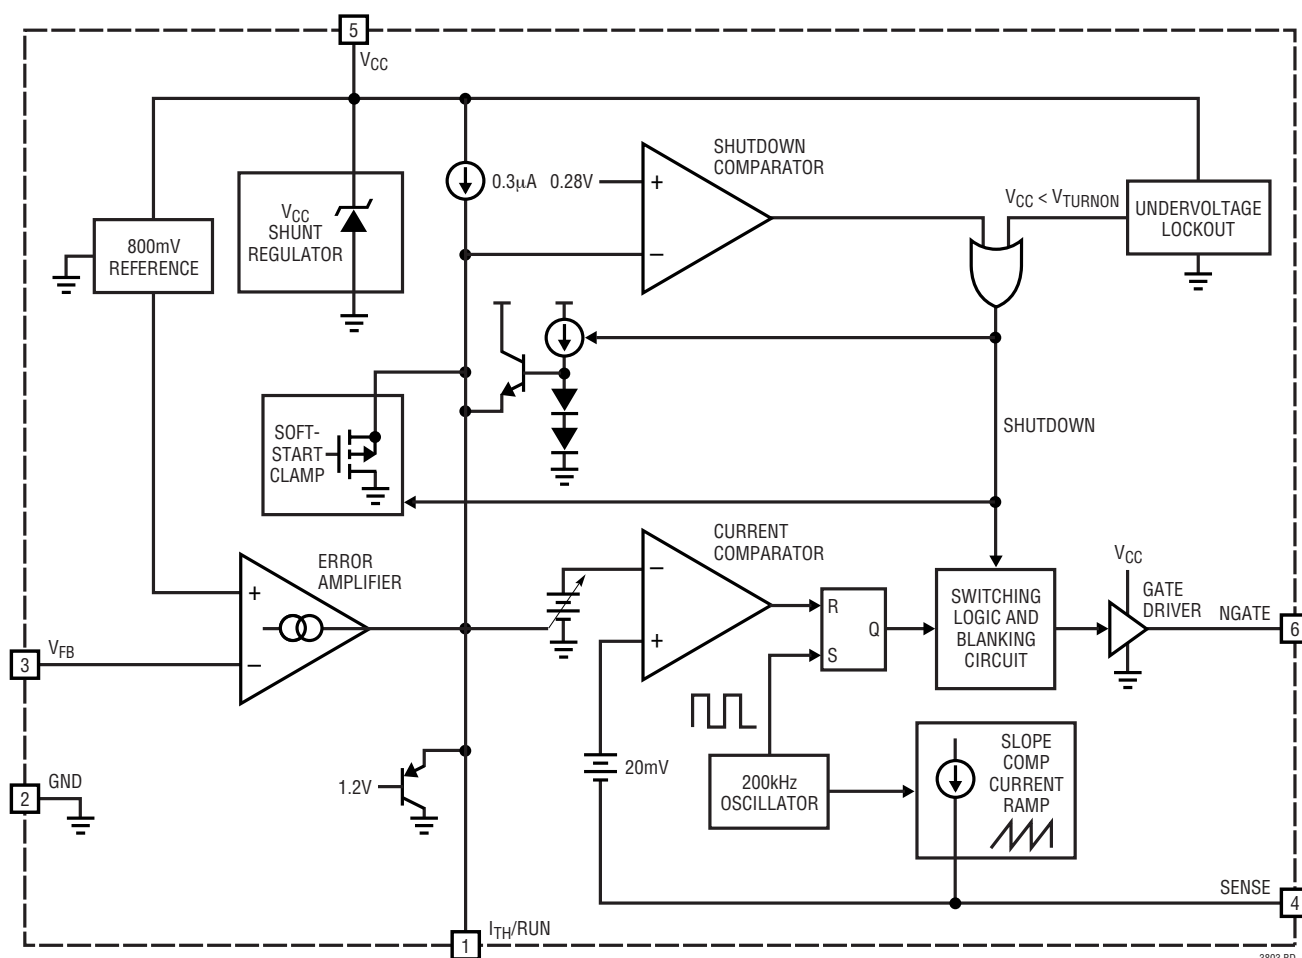 5
VCC
SHUTDOWN
COMPARATOR
0.3µA
0.28V
+
−
VCC < VTURNON
UNDERVOLTAGE
LOCKOUT
800mV
REFERENCE
VCC
SHUNT
REGULATOR
SOFT-
START
CLAMP
SHUTDOWN
ERROR
AMPLIFIER
+
−
CURRENT
COMPARATOR
−
+
R
S
Q
SWITCHING
LOGIC AND
BLANKING
CIRCUIT
VCC
GATE
DRIVER
NGATE
6
3
VFB
2
GND
1.2V
20mV
200kHz
OSCILLATOR
SLOPE
COMP
CURRENT
RAMP
SENSE
4
1
ITH/RUN
3803 BD